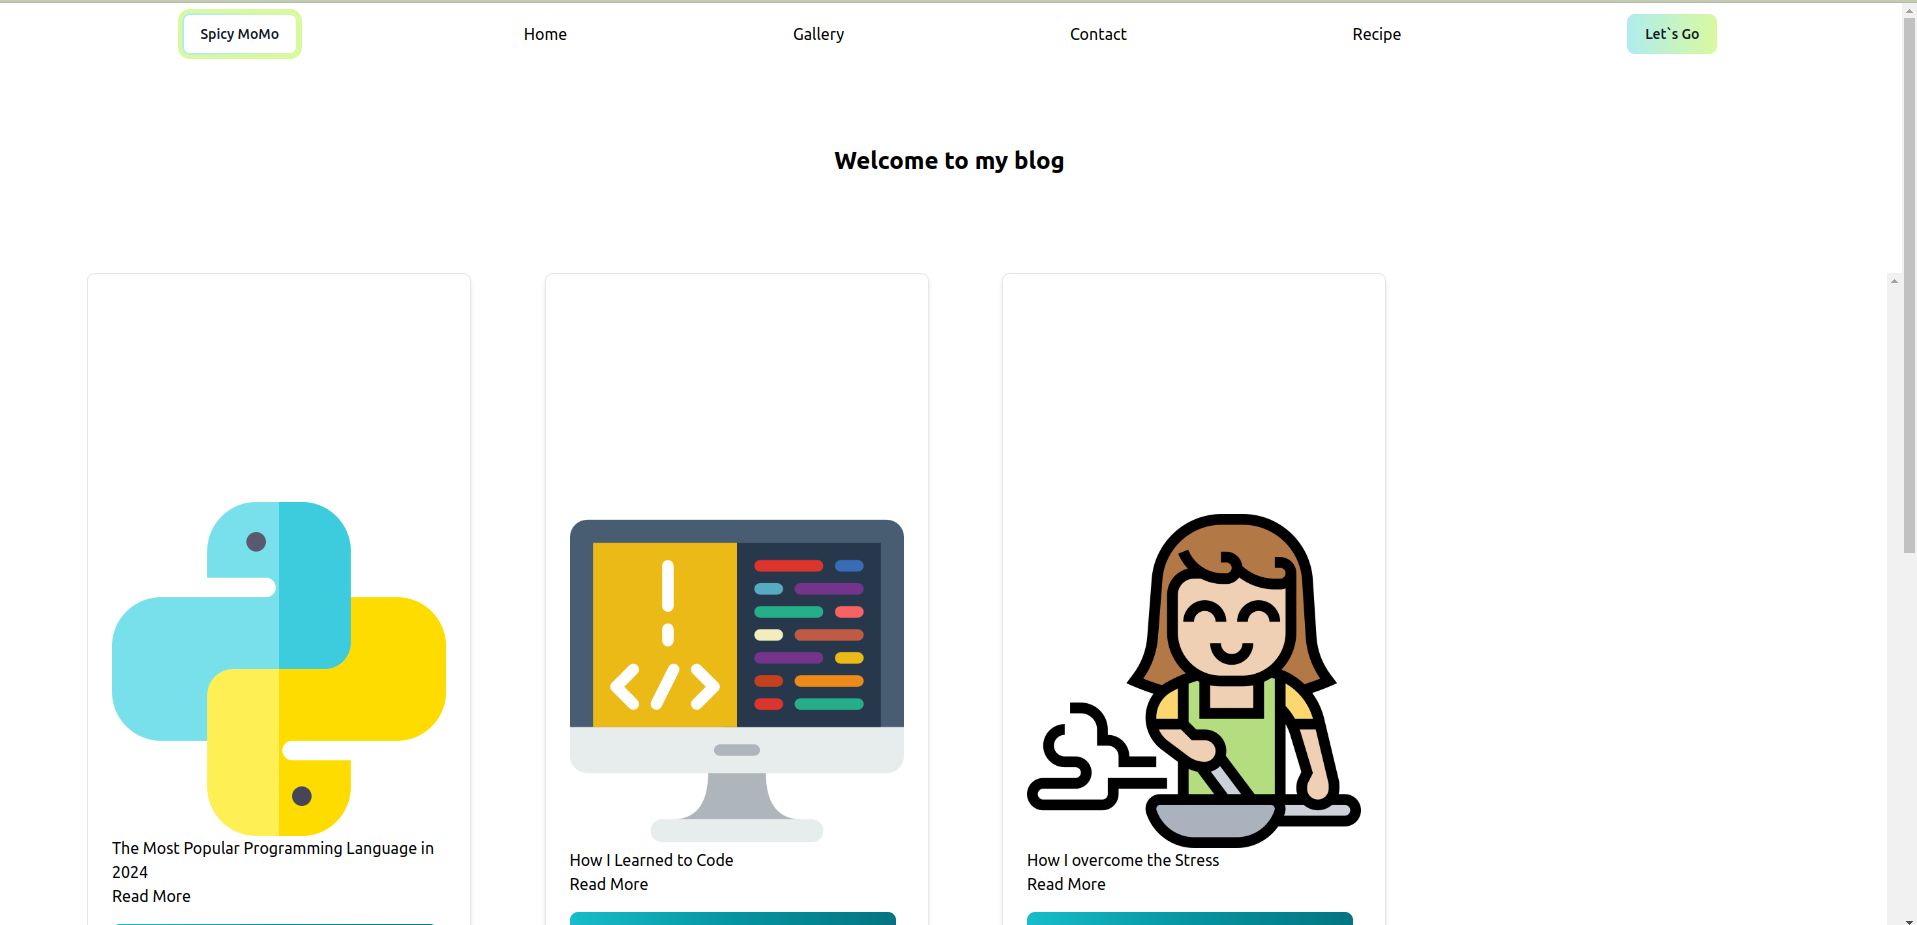 Spicy MoMo
Home
Gallery
Contact
Recipe
Let`s Go
Welcome to my blog
The Most Popular Programming Language in
2024
Read More
How I Learned to Code
Read More
How I overcome the Stress
Read More